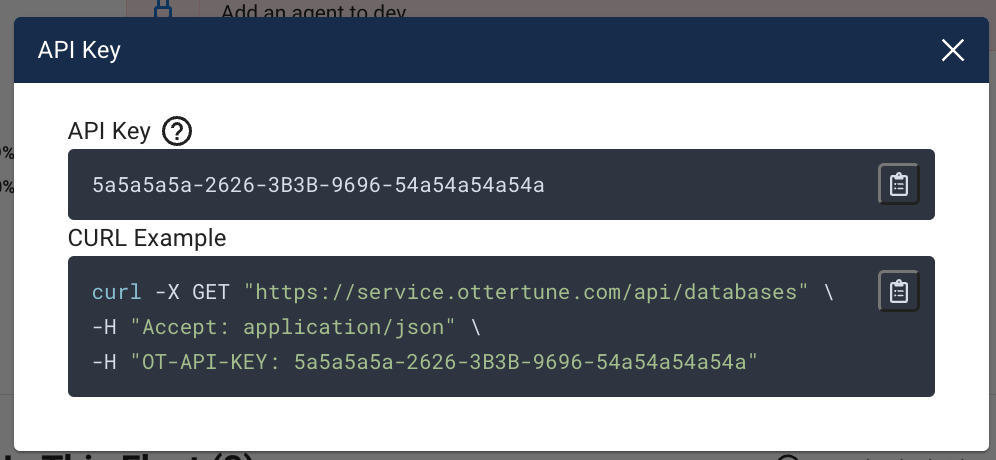 Add an agent to dev
API Key
API Key
5a5a5a5a-2626-3B3B-9696-54a54a54a54a
CURL Example
curl -X GET "https://service.ottertune.com/api/databases" \
-H "Accept: application/json" \
-H "OT-API-KEY: 5a5a5a5a-2626-3B3B-9696-54a54a54a54a"